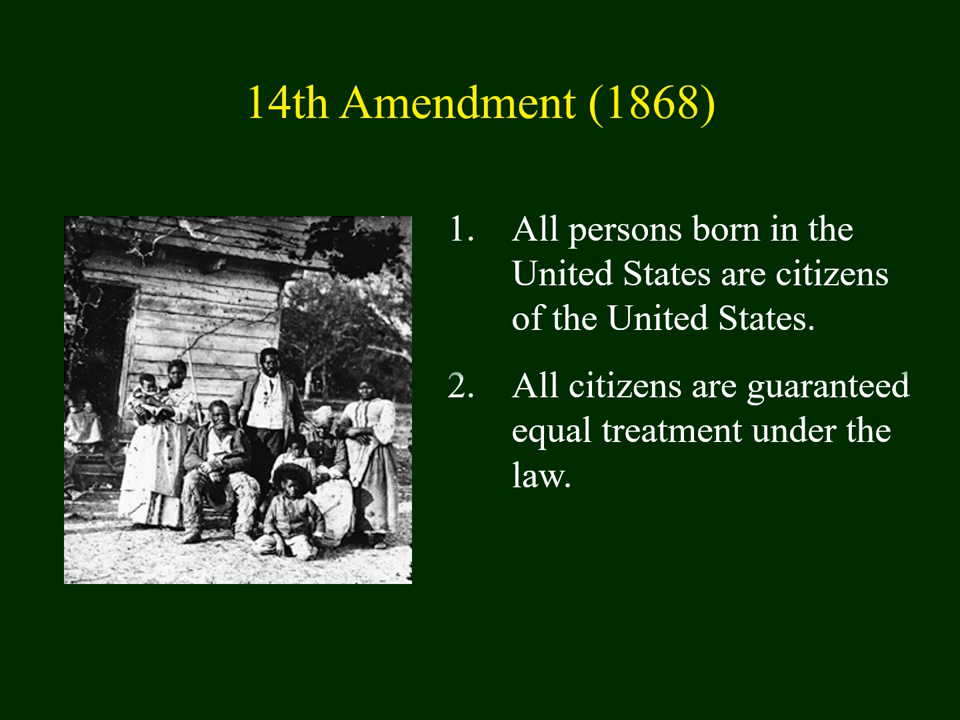 14th Amendment (1868)
1. All persons born in the
United States are citizens
of the United States.
2. All citizens are guaranteed
equal treatment under the
law.